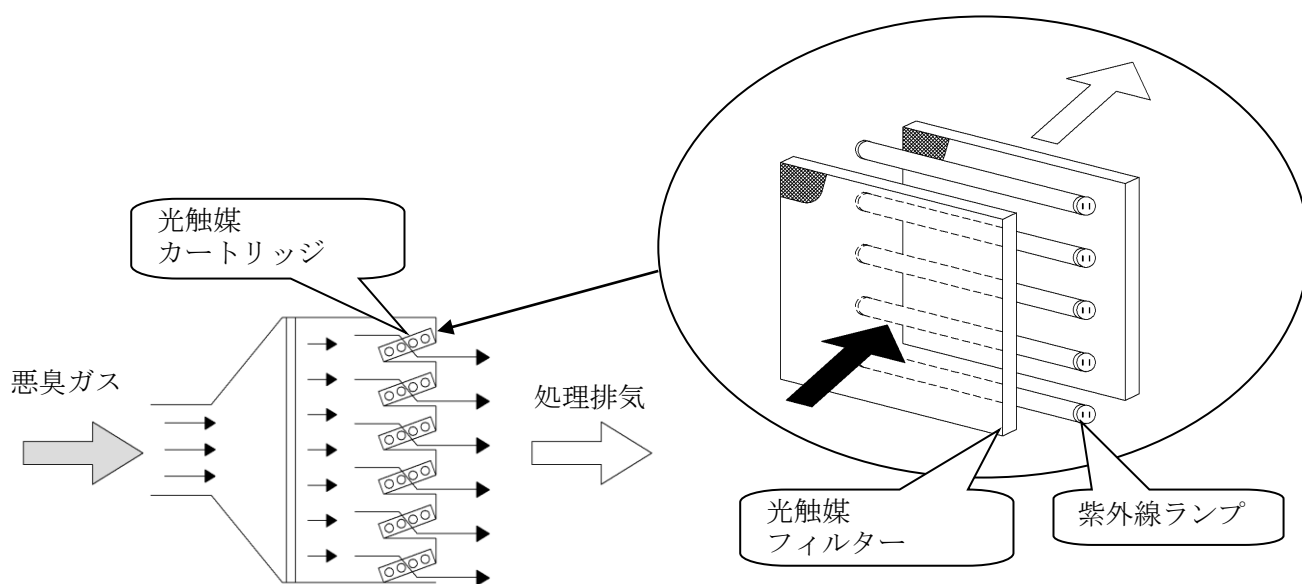 光触媒
カートリッジ
悪臭ガス
処理排気
光触媒
フィルター
紫外線ランプ